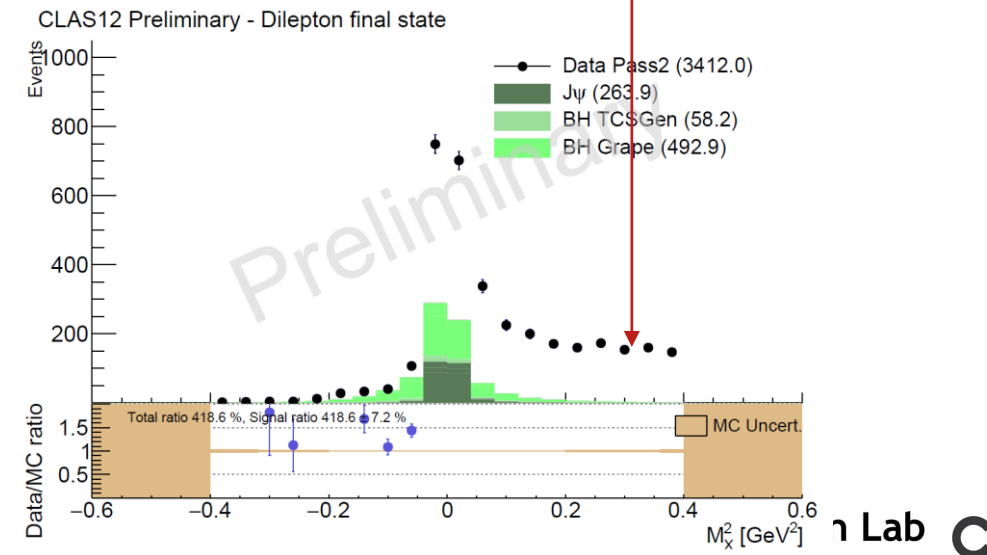 CLAS12 Preliminary - Dilepton final state
Events
1000
800
600
400
200
Data Pass2 (3412.0)
Jψ (263.9)
BH TCSGen (58.2)
BH Grape (492.9)
Preliminary
Data/MC ratio
1.5
1
0.5
Total ratio 418.6 %, Signal ratio 418.6 ± 7.2 %
MC Uncert.
−0.6 −0.4 −0.2 0 0.2 0.4 0.6
M²ₓ [GeV²]
n Lab